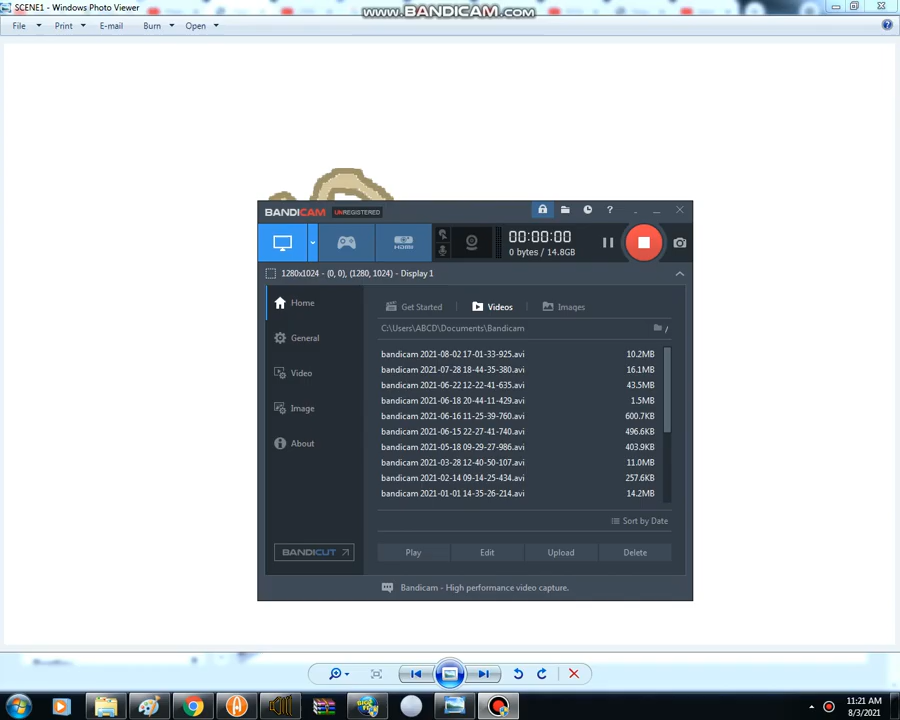 SCENE1 - Windows Photo Viewer
www.BANDICAM.com
File Print E-mail Burn Open
BANDICAM UNREGISTERED
HDMI
00:00:00
0 bytes / 14.8GB
1280x1024 - (0, 0), (1280, 1024) - Display 1
Home
General
Video
Image
About
BANDICUT
Get Started Videos Images
C:\Users\ABCD\Documents\Bandicam
/
bandicam 2021-08-02 17-01-33-925.avi 10.2MB
bandicam 2021-07-28 18-44-35-380.avi 16.1MB
bandicam 2021-06-22 12-22-41-635.avi 43.5MB
bandicam 2021-06-18 20-44-11-429.avi 1.5MB
bandicam 2021-06-16 11-25-39-760.avi 600.7KB
bandicam 2021-06-15 22-27-41-740.avi 496.6KB
bandicam 2021-05-18 09-29-27-986.avi 403.9KB
bandicam 2021-03-28 12-40-50-107.avi 11.0MB
bandicam 2021-02-14 09-14-25-434.avi 257.6KB
bandicam 2021-01-01 14-35-26-214.avi 14.2MB
Sort by Date
Play Edit Upload Delete
Bandicam - High performance video capture.
11:21 AM
8/3/2021